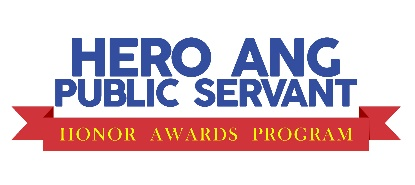 HERO ANG
PUBLIC SERVANT
HONOR AWARDS PROGRAM